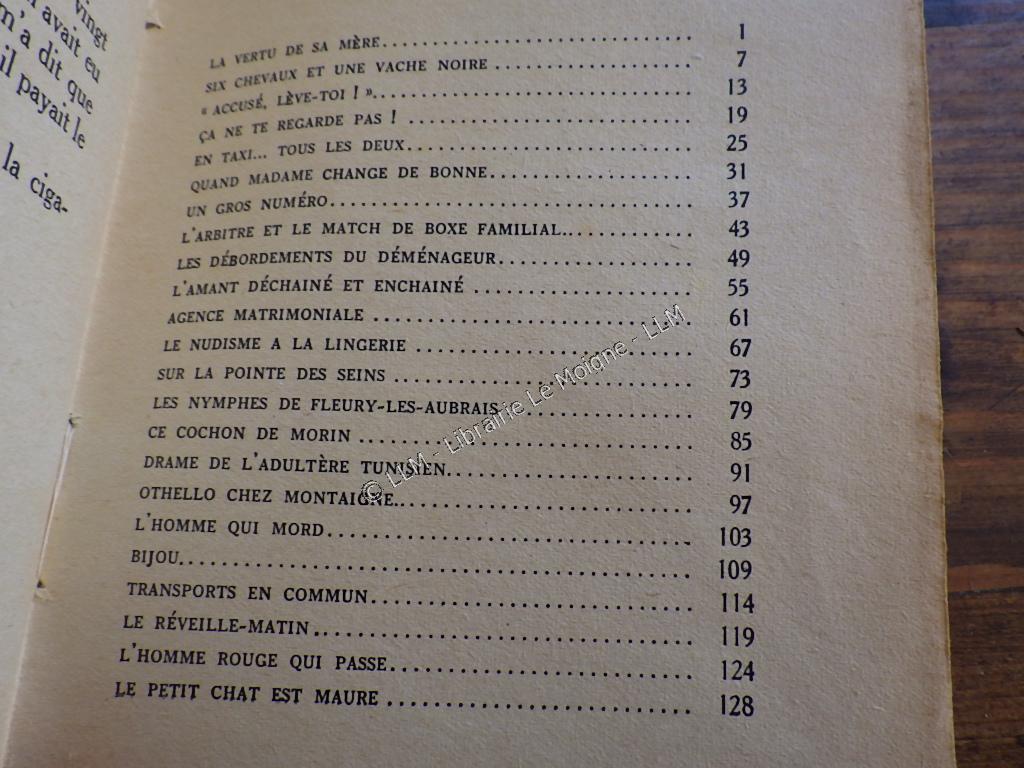 vingt
avait eu
m'a dit que
il payait le
la ciga-
LA VERTU DE SA MÈRE 1
SIX CHEVAUX ET UNE VACHE NOIRE 7
« ACCUSÉ, LÈVE-TOI ! » 13
ÇA NE TE REGARDE PAS ! 19
EN TAXI... TOUS LES DEUX 25
QUAND MADAME CHANGE DE BONNE 31
UN GROS NUMÉRO 37
L'ARBITRE ET LE MATCH DE BOXE FAMILIAL 43
LES DÉBORDEMENTS DU DÉMÉNAGEUR 49
L'AMANT DÉCHAINÉ ET ENCHAINÉ 55
AGENCE MATRIMONIALE 61
LE NUDISME A LA LINGERIE 67
SUR LA POINTE DES SEINS 73
LES NYMPHES DE FLEURY-LES-AUBRAIS 79
CE COCHON DE MORIN 85
DRAME DE L'ADULTÈRE TUNISIEN 91
OTHELLO CHEZ MONTAIGNE 97
L'HOMME QUI MORD 103
BIJOU 109
TRANSPORTS EN COMMUN 114
LE RÉVEILLE-MATIN 119
L'HOMME ROUGE QUI PASSE 124
LE PETIT CHAT EST MAURE 128
© LLM - Librairie Le Moigne - LLM